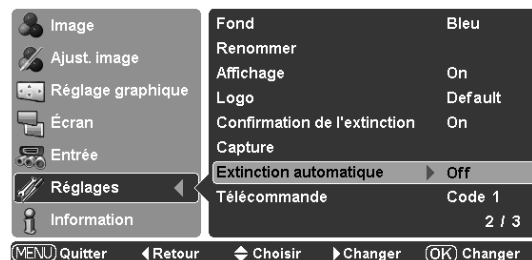 Image
Ajust. image
Réglage graphique
Écran
Entrée
Réglages
Information
Fond Bleu
Renommer
Affichage On
Logo Default
Confirmation de l'extinction On
Capture
Extinction automatique Off
Télécommande Code 1
2 / 3
MENU Quitter Retour Choisir Changer OK Changer